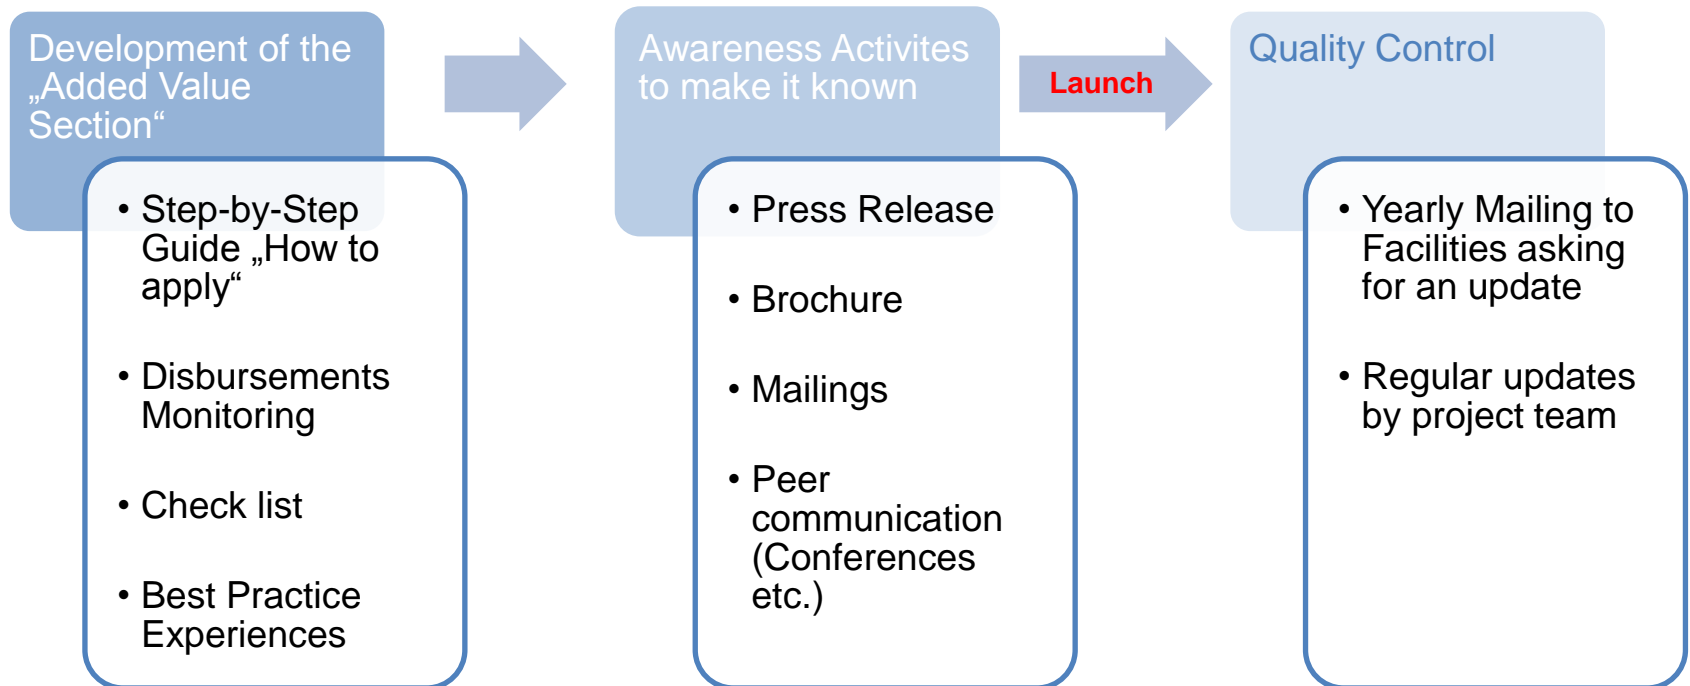 Development of the
„Added Value
Section“
• Step-by-Step
Guide „How to
apply“
• Disbursements
Monitoring
• Check list
• Best Practice
Experiences
Awareness Activites
to make it known
• Press Release
• Brochure
• Mailings
• Peer
communication
(Conferences
etc.)
Launch
Quality Control
• Yearly Mailing to
Facilities asking
for an update
• Regular updates
by project team